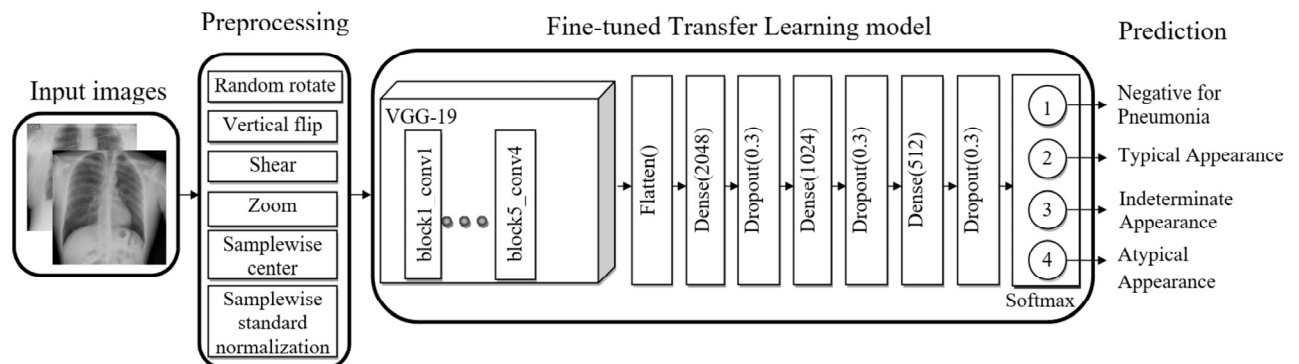 Input images
Preprocessing
Random rotate
Vertical flip
Shear
Zoom
Samplewise
center
Samplewise
standard
normalization
Fine-tuned Transfer Learning model
VGG-19
block1_conv1
block5_conv4
Flatten()
Dense(2048)
Dropout(0.3)
Dense(1024)
Dropout(0.3)
Dense(512)
Dropout(0.3)
1
2
3
4
Softmax
Prediction
Negative for
Pneumonia
Typical Appearance
Indeterminate
Appearance
Atypical
Appearance